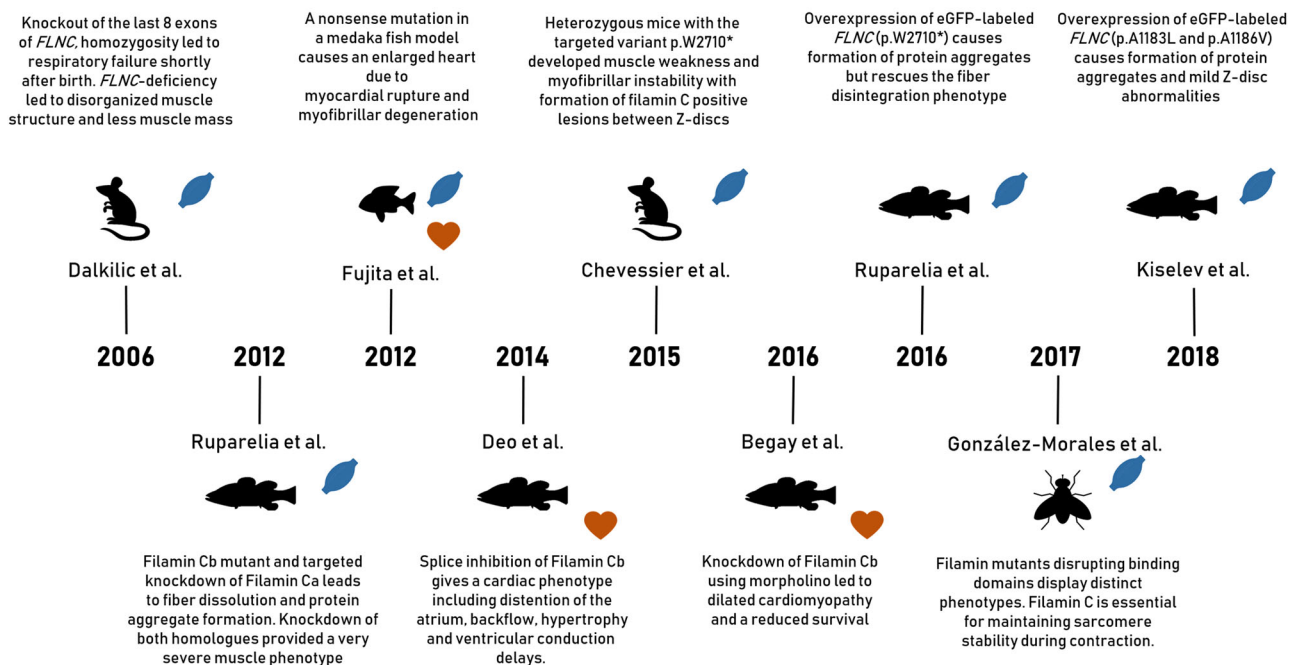 Knockout of the last 8 exons
of FLNC, homozygosity led to
respiratory failure shortly
after birth. FLNC-deficiency
led to disorganized muscle
structure and less muscle mass
A nonsense mutation in
a medaka fish model
causes an enlarged heart
due to
myocardial rupture and
myofibrillar degeneration
Heterozygous mice with the
targeted variant p.W2710*
developed muscle weakness and
myofibrillar instability with
formation of filamin C positive
lesions between Z-discs
Overexpression of eGFP-labeled
FLNC (p.W2710*) causes
formation of protein aggregates
but rescues the fiber
disintegration phenotype
Overexpression of eGFP-labeled
FLNC (p.A1183L and p.A1186V)
causes formation of protein
aggregates and mild Z-disc
abnormalities
Dalkilic et al.
Fujita et al.
Chevessier et al.
Ruparelia et al.
Kiselev et al.
2006
2012
2012
2014
2015
2016
2016
2017
2018
Ruparelia et al.
Deo et al.
Begay et al.
González-Morales et al.
Filamin Cb mutant and targeted
knockdown of Filamin Ca leads
to fiber dissolution and protein
aggregate formation. Knockdown of
both homologues provided a very
severe muscle phenotype
Splice inhibition of Filamin Cb
gives a cardiac phenotype
including distention of the
atrium, backflow, hypertrophy
and ventricular conduction
delays.
Knockdown of Filamin Cb
using morpholino led to
dilated cardiomyopathy
and a reduced survival
Filamin mutants disrupting binding
domains display distinct
phenotypes. Filamin C is essential
for maintaining sarcomere
stability during contraction.